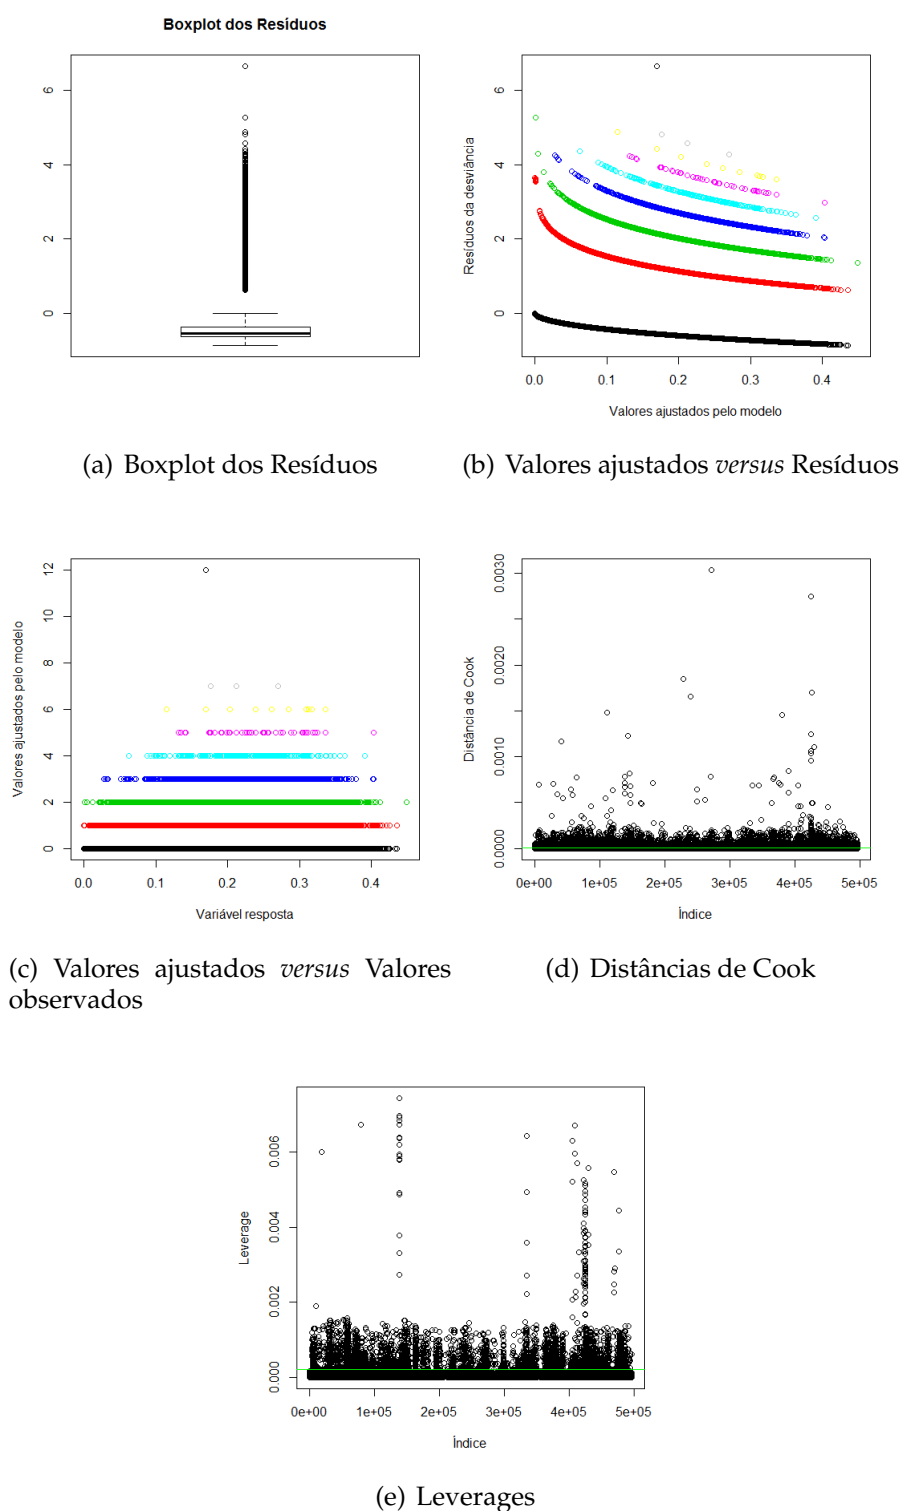 Boxplot dos Resíduos
6
4
2
0
6
4
2
0
Resíduos da desviância
0.0 0.1 0.2 0.3 0.4
Valores ajustados pelo modelo
(a) Boxplot dos Resíduos
(b) Valores ajustados versus Resíduos
12
10
8
6
4
2
0
Valores ajustados pelo modelo
0.0 0.1 0.2 0.3 0.4
Variável resposta
0.0030
0.0020
0.0010
0.0000
Distância de Cook
0e+00 1e+05 2e+05 3e+05 4e+05 5e+05
Índice
(c) Valores ajustados versus Valores
observados
(d) Distâncias de Cook
0.006
0.004
0.002
0.000
Leverage
0e+00 1e+05 2e+05 3e+05 4e+05 5e+05
Índice
(e) Leverages